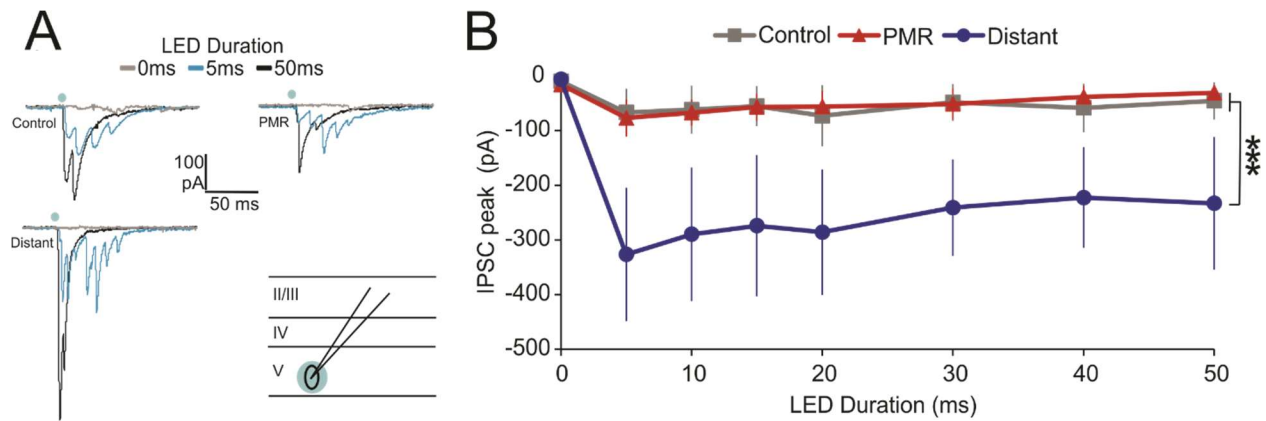 A
LED Duration
0ms 5ms 50ms
Control
PMR
100
pA
50 ms
Distant
II/III
IV
V
B
Control PMR Distant
0
-100
-200
-300
-400
-500
IPSC peak (pA)
***
0 10 20 30 40 50
LED Duration (ms)